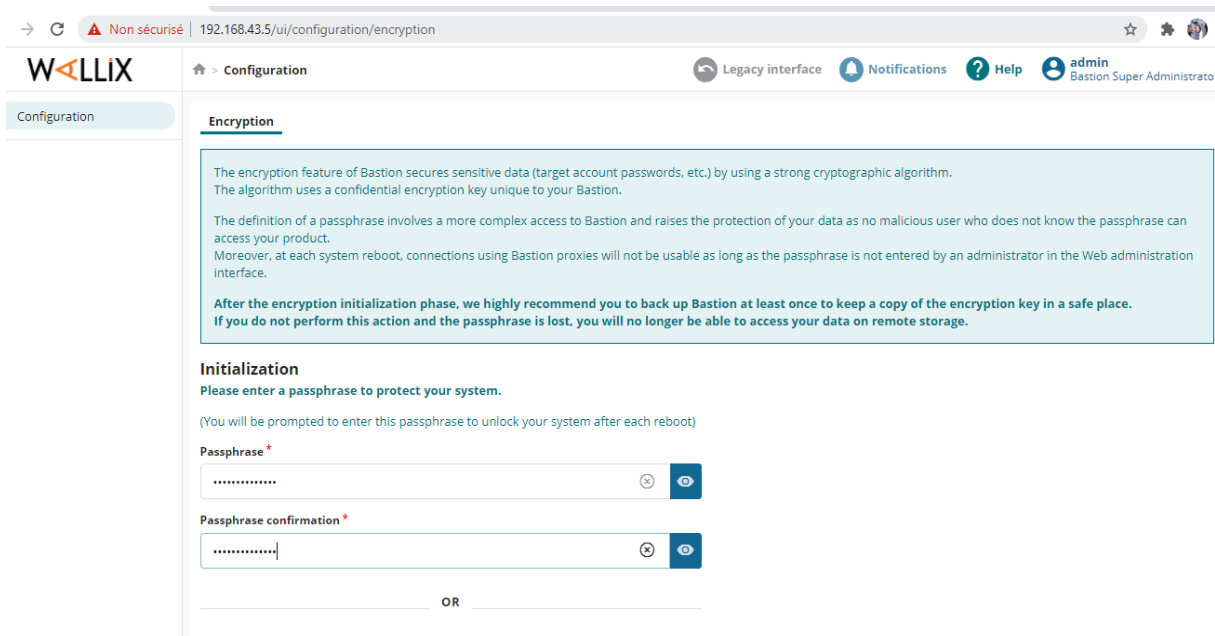 Non sécurisé | 192.168.43.5/ui/configuration/encryption
WALLIX
> Configuration
Legacy interface
Notifications
? Help
admin
Bastion Super Administrato
Configuration
Encryption
The encryption feature of Bastion secures sensitive data (target account passwords, etc.) by using a strong cryptographic algorithm.
The algorithm uses a confidential encryption key unique to your Bastion.
The definition of a passphrase involves a more complex access to Bastion and raises the protection of your data as no malicious user who does not know the passphrase can
access your product.
Moreover, at each system reboot, connections using Bastion proxies will not be usable as long as the passphrase is not entered by an administrator in the Web administration
interface.
After the encryption initialization phase, we highly recommend you to back up Bastion at least once to keep a copy of the encryption key in a safe place.
If you do not perform this action and the passphrase is lost, you will no longer be able to access your data on remote storage.
Initialization
Please enter a passphrase to protect your system.
(You will be prompted to enter this passphrase to unlock your system after each reboot)
Passphrase *
••••••••••••••
Passphrase confirmation *
••••••••••••••
OR